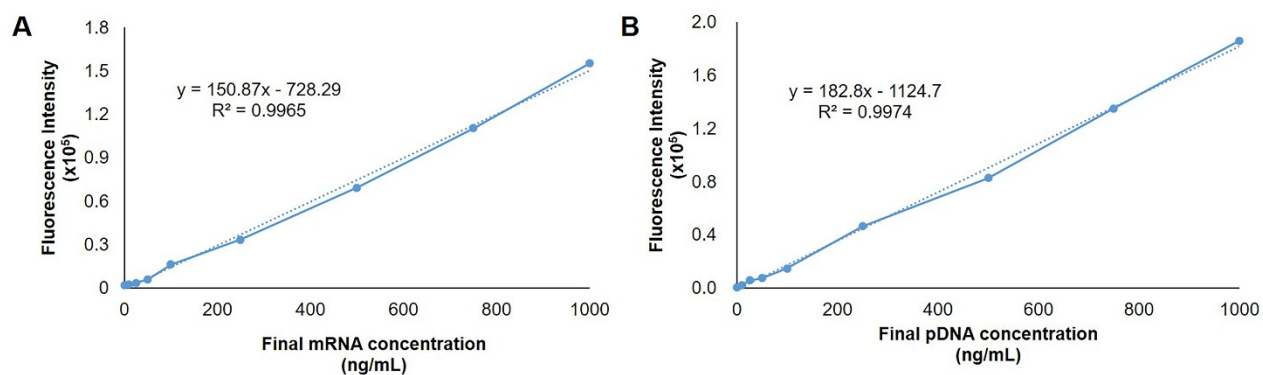 A
Fluorescence Intensity
(x10⁵)
1.8
1.5
1.2
0.9
0.6
0.3
0
y = 150.87x - 728.29
R² = 0.9965
0 200 400 600 800 1000
Final mRNA concentration
(ng/mL)
B
Fluorescence Intensity
(x10⁵)
2.0
1.6
1.2
0.8
0.4
0.0
y = 182.8x - 1124.7
R² = 0.9974
0 200 400 600 800 1000
Final pDNA concentration
(ng/mL)